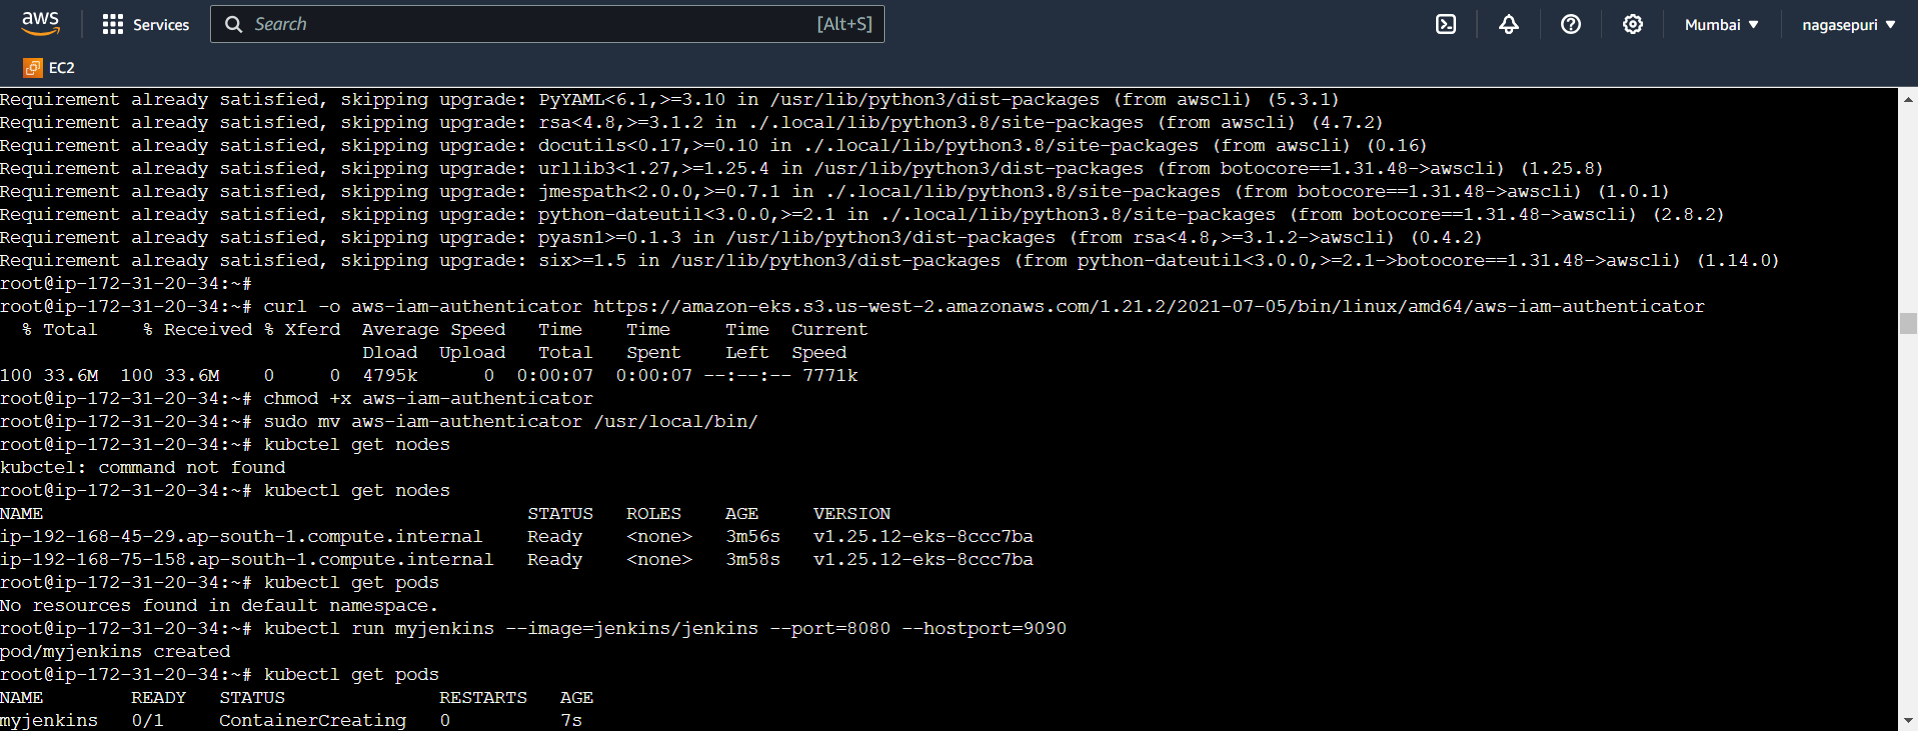 aws
Services
Search [Alt+S]
Mumbai
nagasepuri
EC2
Requirement already satisfied, skipping upgrade: PyYAML<6.1,>=3.10 in /usr/lib/python3/dist-packages (from awscli) (5.3.1)
Requirement already satisfied, skipping upgrade: rsa<4.8,>=3.1.2 in ./.local/lib/python3.8/site-packages (from awscli) (4.7.2)
Requirement already satisfied, skipping upgrade: docutils<0.17,>=0.10 in ./.local/lib/python3.8/site-packages (from awscli) (0.16)
Requirement already satisfied, skipping upgrade: urllib3<1.27,>=1.25.4 in /usr/lib/python3/dist-packages (from botocore==1.31.48->awscli) (1.25.8)
Requirement already satisfied, skipping upgrade: jmespath<2.0.0,>=0.7.1 in ./.local/lib/python3.8/site-packages (from botocore==1.31.48->awscli) (1.0.1)
Requirement already satisfied, skipping upgrade: python-dateutil<3.0.0,>=2.1 in ./.local/lib/python3.8/site-packages (from botocore==1.31.48->awscli) (2.8.2)
Requirement already satisfied, skipping upgrade: pyasn1>=0.1.3 in /usr/lib/python3/dist-packages (from rsa<4.8,>=3.1.2->awscli) (0.4.2)
Requirement already satisfied, skipping upgrade: six>=1.5 in /usr/lib/python3/dist-packages (from python-dateutil<3.0.0,>=2.1->botocore==1.31.48->awscli) (1.14.0)
root@ip-172-31-20-34:~#
root@ip-172-31-20-34:~# curl -o aws-iam-authenticator https://amazon-eks.s3.us-west-2.amazonaws.com/1.21.2/2021-07-05/bin/linux/amd64/aws-iam-authenticator
  % Total    % Received % Xferd  Average Speed   Time    Time     Time  Current
                                 Dload  Upload   Total   Spent    Left  Speed
100 33.6M  100 33.6M    0     0  4795k      0  0:00:07  0:00:07 --:--:-- 7771k
root@ip-172-31-20-34:~# chmod +x aws-iam-authenticator
root@ip-172-31-20-34:~# sudo mv aws-iam-authenticator /usr/local/bin/
root@ip-172-31-20-34:~# kubctel get nodes
kubctel: command not found
root@ip-172-31-20-34:~# kubectl get nodes
NAME                                            STATUS   ROLES    AGE     VERSION
ip-192-168-45-29.ap-south-1.compute.internal    Ready    <none>   3m56s   v1.25.12-eks-8ccc7ba
ip-192-168-75-158.ap-south-1.compute.internal   Ready    <none>   3m58s   v1.25.12-eks-8ccc7ba
root@ip-172-31-20-34:~# kubectl get pods
No resources found in default namespace.
root@ip-172-31-20-34:~# kubectl run myjenkins --image=jenkins/jenkins --port=8080 --hostport=9090
pod/myjenkins created
root@ip-172-31-20-34:~# kubectl get pods
NAME        READY   STATUS              RESTARTS   AGE
myjenkins   0/1     ContainerCreating   0          7s